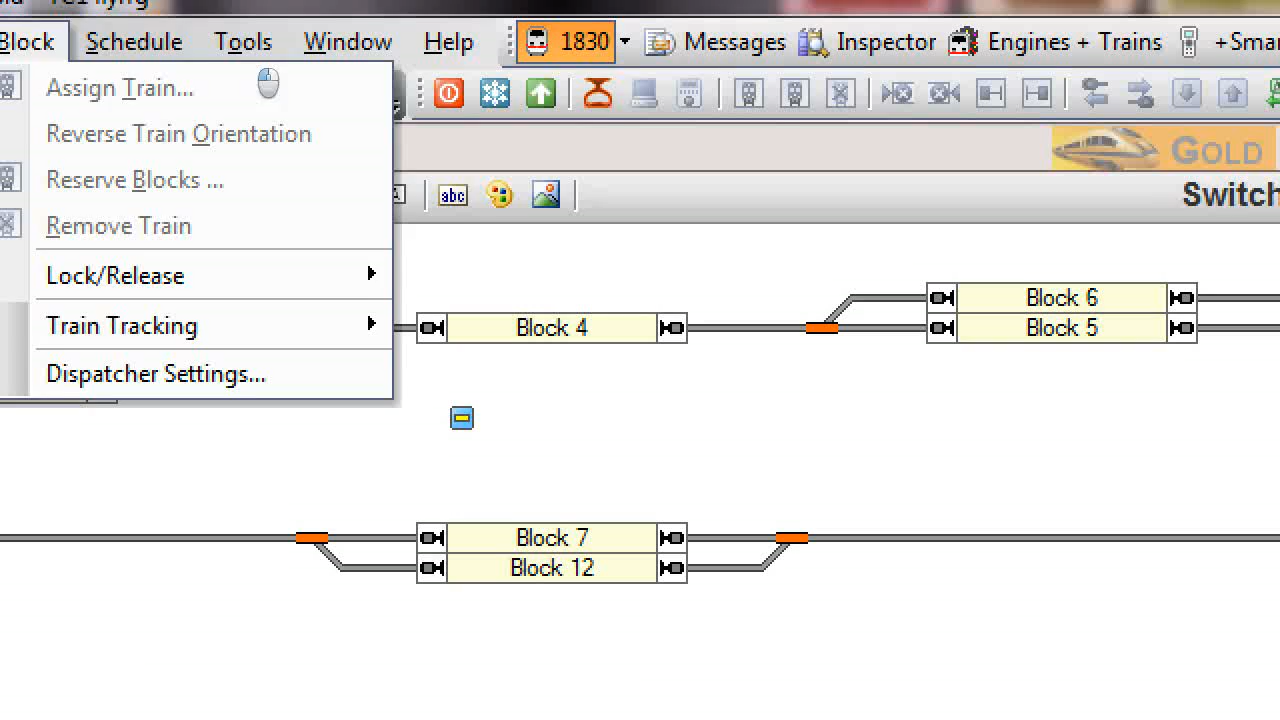 Block Schedule Tools Window Help 1830 Messages Inspector Engines + Trains
Assign Train...
Reverse Train Orientation
GOLD
Reserve Blocks ...
abc
Switch
Remove Train
Lock/Release
Block 6
Train Tracking
Block 4
Block 5
Dispatcher Settings...
Block 7
Block 12